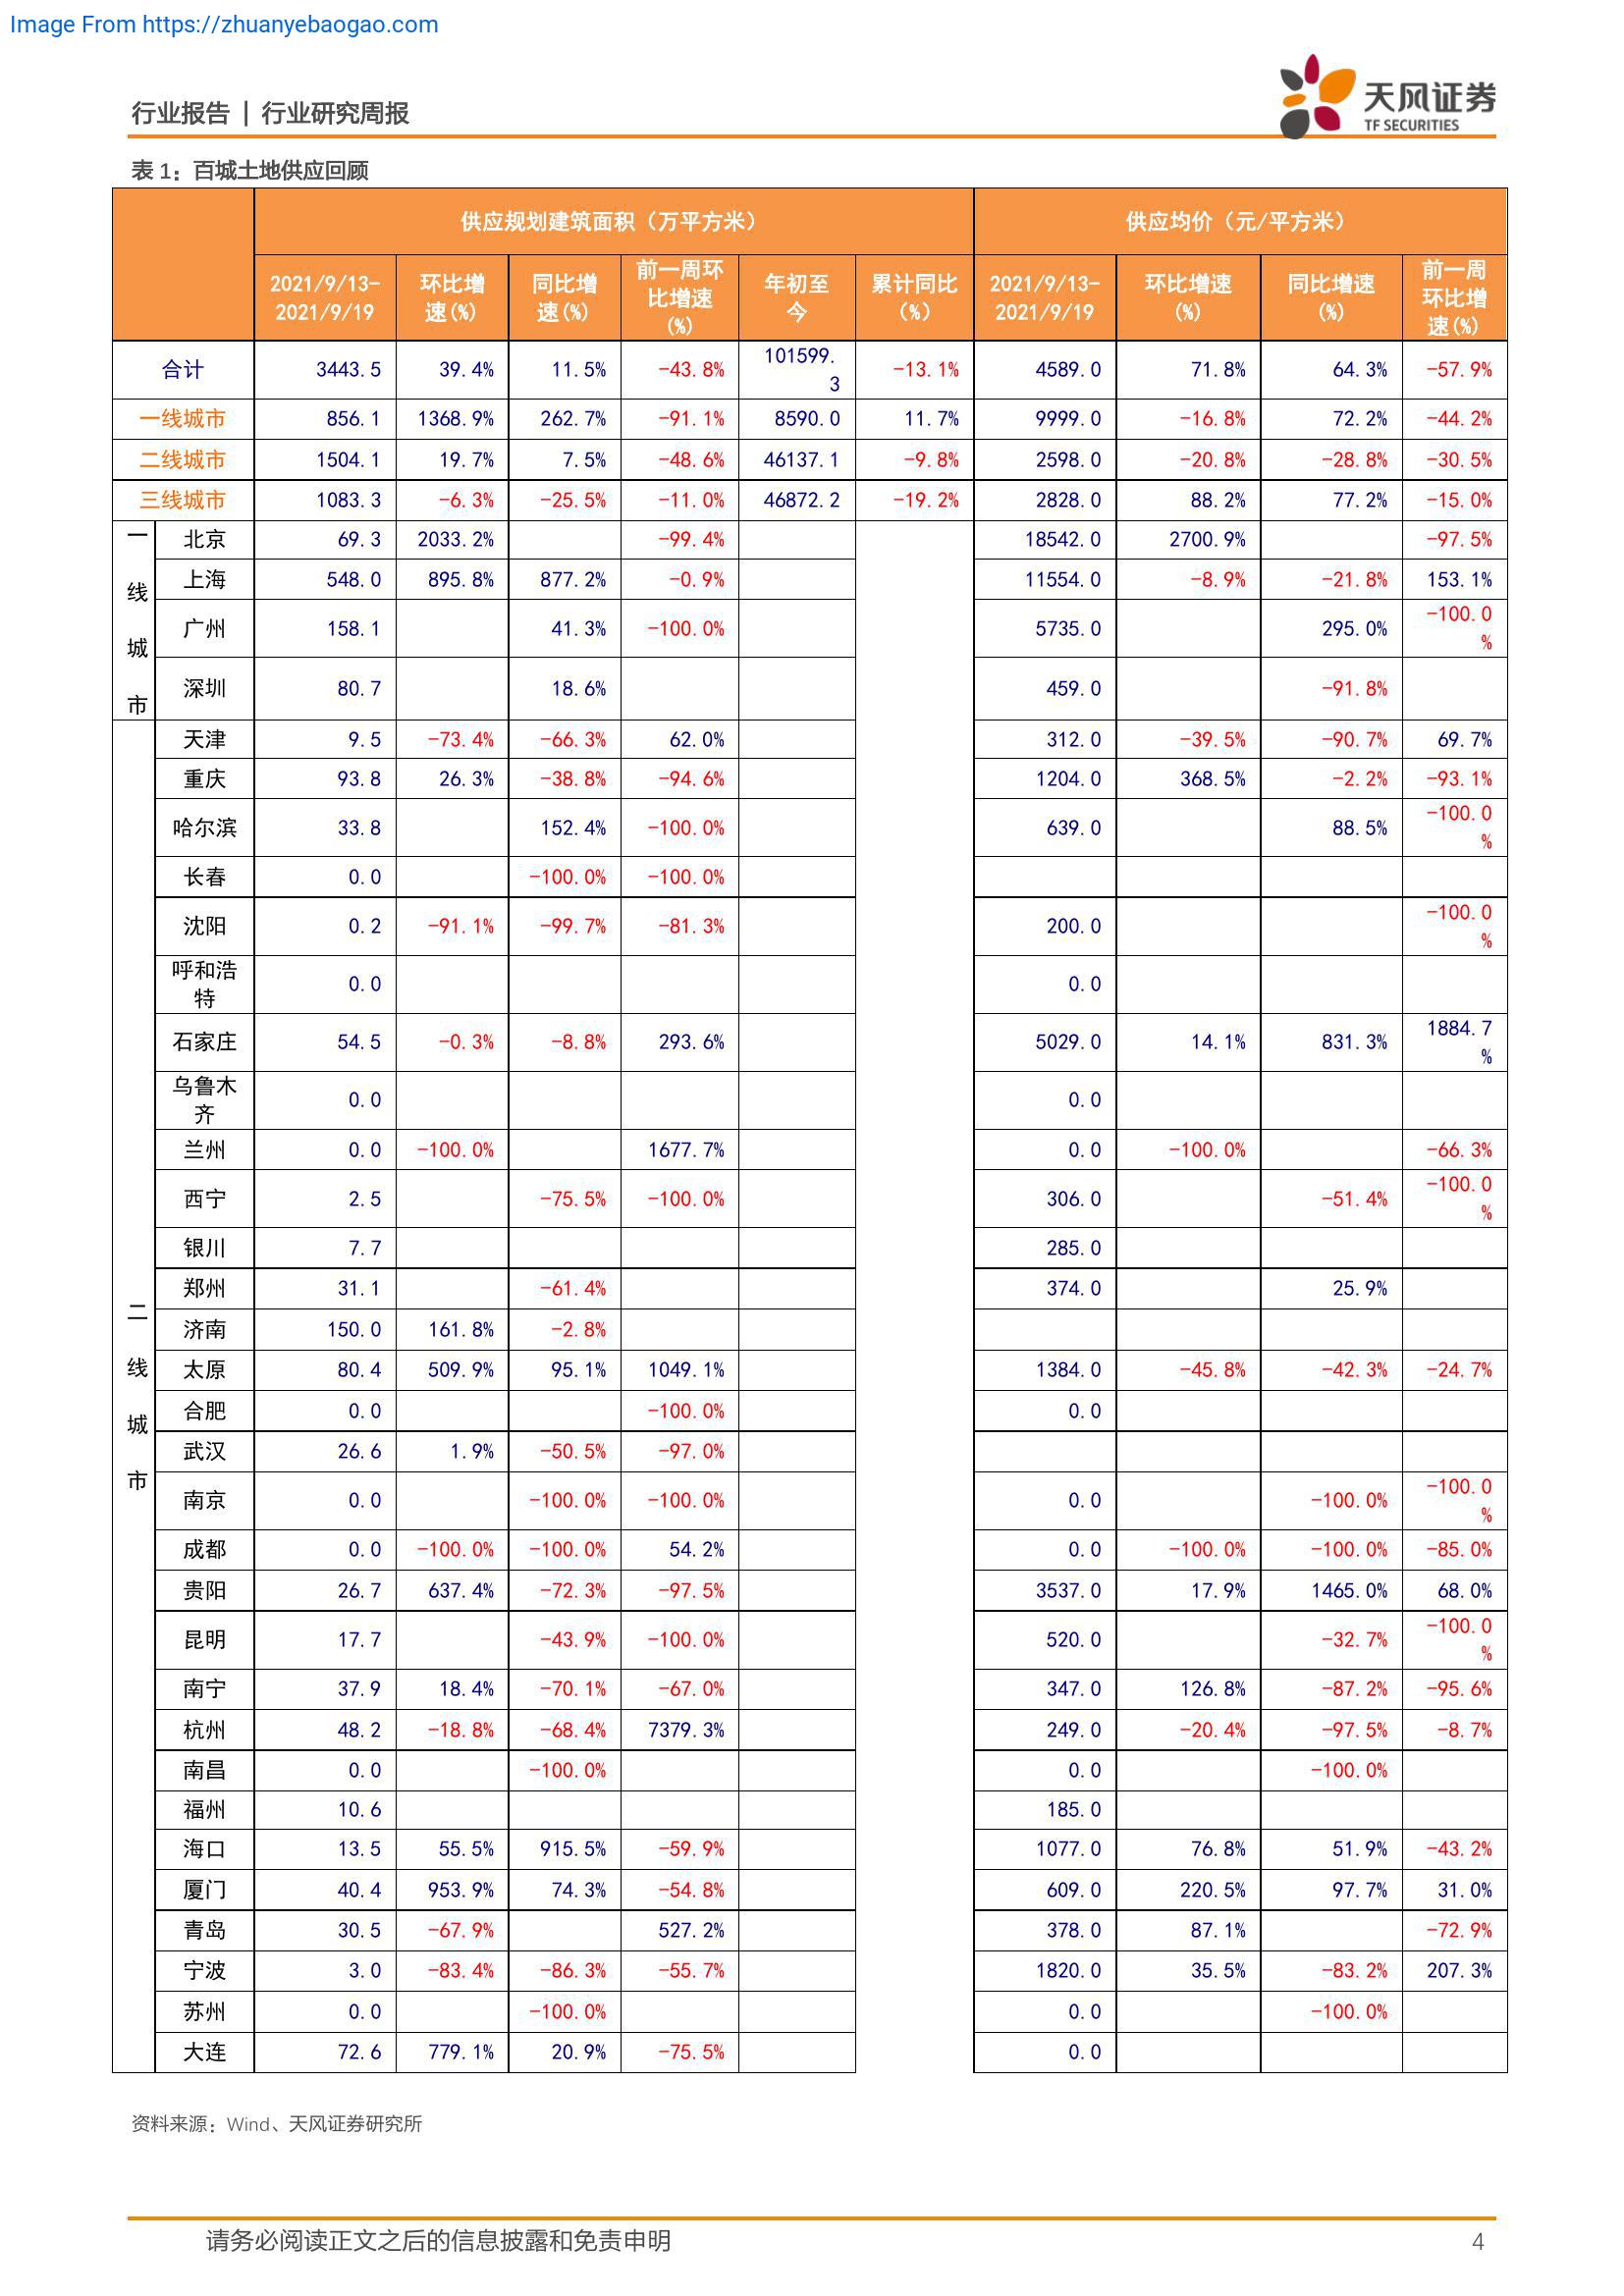 Image From https://zhuanyebaogao.com
行业报告 | 行业研究周报
天风证券
TF SECURITIES
表 1：百城土地供应回顾
供应规划建筑面积（万平方米） 供应均价（元/平方米）
2021/9/13-2021/9/19 环比增速(%) 同比增速(%) 前一周环比增速(%) 年初至今 累计同比(%) 2021/9/13-2021/9/19 环比增速(%) 同比增速(%) 前一周环比增速(%)
合计 3443.5 39.4% 11.5% -43.8% 101599.3 -13.1% 4589.0 71.8% 64.3% -57.9%
一线城市 856.1 1368.9% 262.7% -91.1% 8590.0 11.7% 9999.0 -16.8% 72.2% -44.2%
二线城市 1504.1 19.7% 7.5% -48.6% 46137.1 -9.8% 2598.0 -20.8% -28.8% -30.5%
三线城市 1083.3 -6.3% -25.5% -11.0% 46872.2 -19.2% 2828.0 88.2% 77.2% -15.0%
一线城市
北京 69.3 2033.2% -99.4% 18542.0 2700.9% -97.5%
上海 548.0 895.8% 877.2% -0.9% 11554.0 -8.9% -21.8% 153.1%
广州 158.1 41.3% -100.0% 5735.0 295.0% -100.0%
深圳 80.7 18.6% 459.0 -91.8%
二线城市
天津 9.5 -73.4% -66.3% 62.0% 312.0 -39.5% -90.7% 69.7%
重庆 93.8 26.3% -38.8% -94.6% 1204.0 368.5% -2.2% -93.1%
哈尔滨 33.8 152.4% -100.0% 639.0 88.5% -100.0%
长春 0.0 -100.0% -100.0%
沈阳 0.2 -91.1% -99.7% -81.3% 200.0 -100.0%
呼和浩特 0.0 0.0
石家庄 54.5 -0.3% -8.8% 293.6% 5029.0 14.1% 831.3% 1884.7%
乌鲁木齐 0.0 0.0
兰州 0.0 -100.0% 1677.7% 0.0 -100.0% -66.3%
西宁 2.5 -75.5% -100.0% 306.0 -51.4% -100.0%
银川 7.7 285.0
郑州 31.1 -61.4% 374.0 25.9%
济南 150.0 161.8% -2.8%
太原 80.4 509.9% 95.1% 1049.1% 1384.0 -45.8% -42.3% -24.7%
合肥 0.0 -100.0% 0.0
武汉 26.6 1.9% -50.5% -97.0%
南京 0.0 -100.0% -100.0% 0.0 -100.0% -100.0%
成都 0.0 -100.0% -100.0% 54.2% 0.0 -100.0% -100.0% -85.0%
贵阳 26.7 637.4% -72.3% -97.5% 3537.0 17.9% 1465.0% 68.0%
昆明 17.7 -43.9% -100.0% 520.0 -32.7% -100.0%
南宁 37.9 18.4% -70.1% -67.0% 347.0 126.8% -87.2% -95.6%
杭州 48.2 -18.8% -68.4% 7379.3% 249.0 -20.4% -97.5% -8.7%
南昌 0.0 -100.0% 0.0 -100.0%
福州 10.6 185.0
海口 13.5 55.5% 915.5% -59.9% 1077.0 76.8% 51.9% -43.2%
厦门 40.4 953.9% 74.3% -54.8% 609.0 220.5% 97.7% 31.0%
青岛 30.5 -67.9% 527.2% 378.0 87.1% -72.9%
宁波 3.0 -83.4% -86.3% -55.7% 1820.0 35.5% -83.2% 207.3%
苏州 0.0 -100.0% 0.0 -100.0%
大连 72.6 779.1% 20.9% -75.5% 0.0
资料来源：Wind、天风证券研究所
请务必阅读正文之后的信息披露和免责申明 4